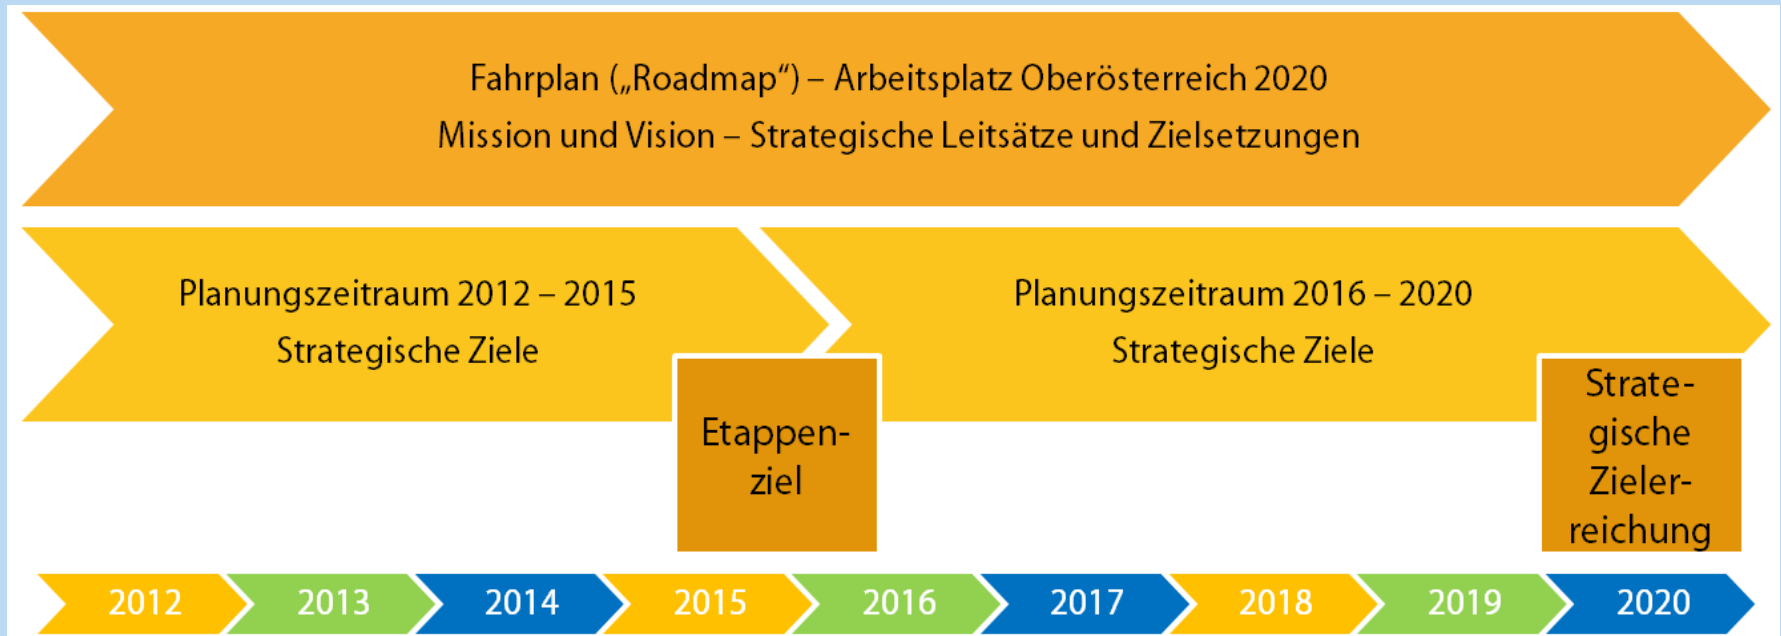 Fahrplan („Roadmap“) – Arbeitsplatz Oberösterreich 2020
Mission und Vision – Strategische Leitsätze und Zielsetzungen
Planungszeitraum 2012 – 2015
Strategische Ziele
Planungszeitraum 2016 – 2020
Strategische Ziele
Etappen-
ziel
Strate-
gische
Zieler-
reichung
2012
2013
2014
2015
2016
2017
2018
2019
2020